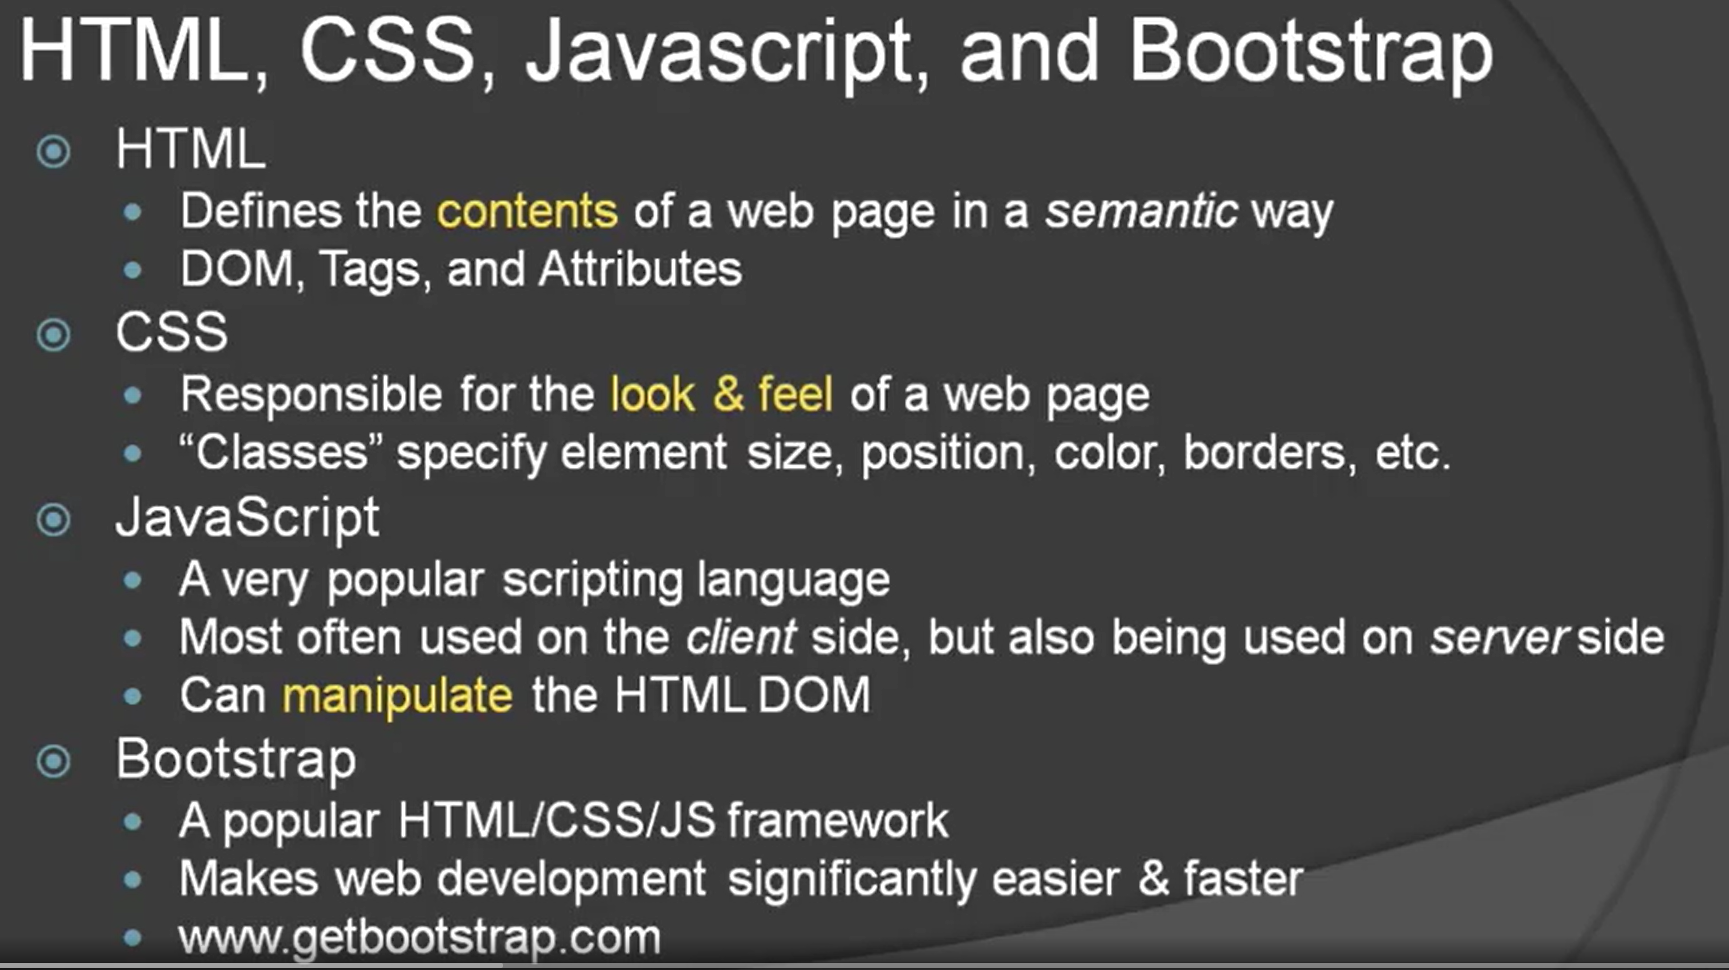 HTML, CSS, Javascript, and Bootstrap
HTML
Defines the contents of a web page in a semantic way
DOM, Tags, and Attributes
CSS
Responsible for the look & feel of a web page
“Classes” specify element size, position, color, borders, etc.
JavaScript
A very popular scripting language
Most often used on the client side, but also being used on server side
Can manipulate the HTML DOM
Bootstrap
A popular HTML/CSS/JS framework
Makes web development significantly easier & faster
www.getbootstrap.com